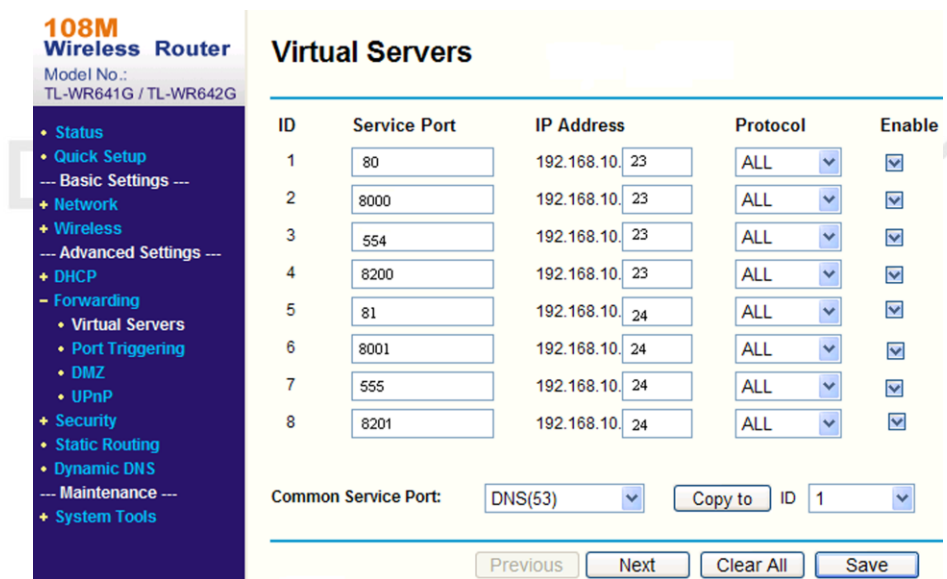 108M
Wireless Router
Model No.:
TL-WR641G / TL-WR642G
• Status
• Quick Setup
--- Basic Settings ---
+ Network
+ Wireless
--- Advanced Settings ---
+ DHCP
– Forwarding
• Virtual Servers
• Port Triggering
• DMZ
• UPnP
+ Security
• Static Routing
• Dynamic DNS
--- Maintenance ---
+ System Tools
Virtual Servers
ID Service Port IP Address Protocol Enable
1 80 192.168.10. 23 ALL
2 8000 192.168.10. 23 ALL
3 554 192.168.10. 23 ALL
4 8200 192.168.10. 23 ALL
5 81 192.168.10. 24 ALL
6 8001 192.168.10. 24 ALL
7 555 192.168.10. 24 ALL
8 8201 192.168.10. 24 ALL
Common Service Port: DNS(53) Copy to ID 1
Previous Next Clear All Save